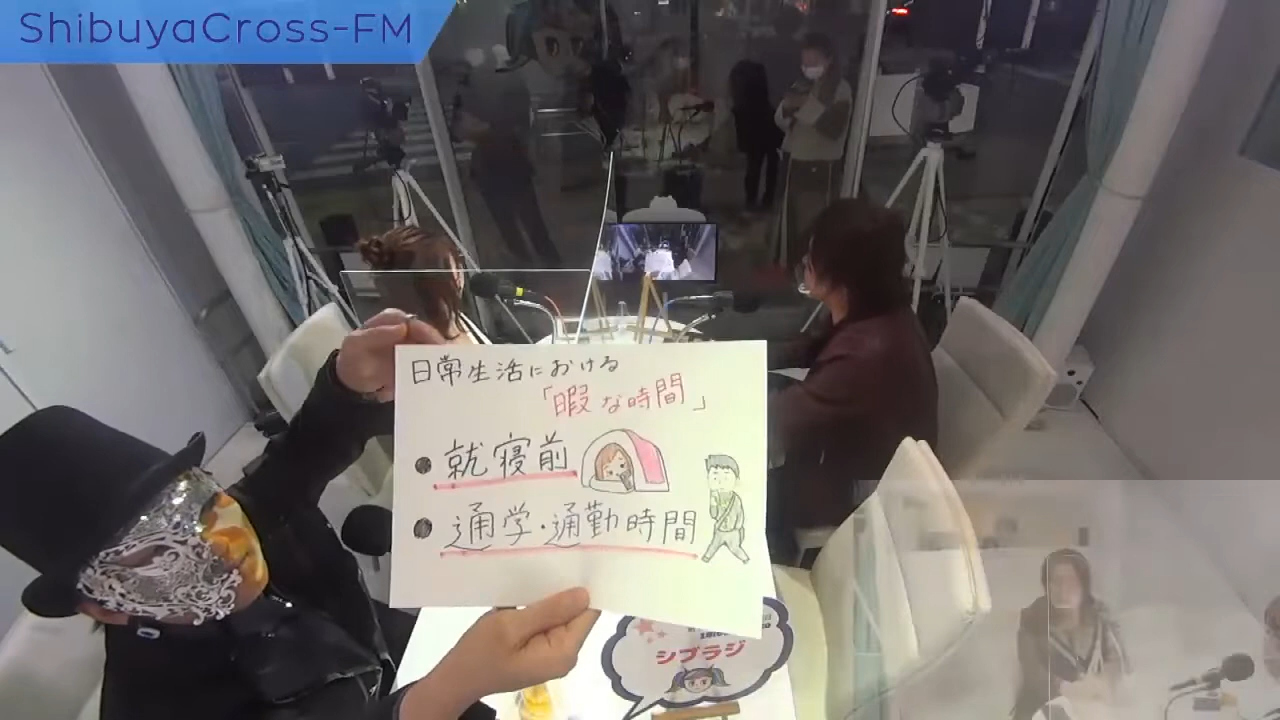 ShibuyaCross-FM
日常生活における
「暇な時間」
● 就寝前
● 通学・通勤時間
シブラジ